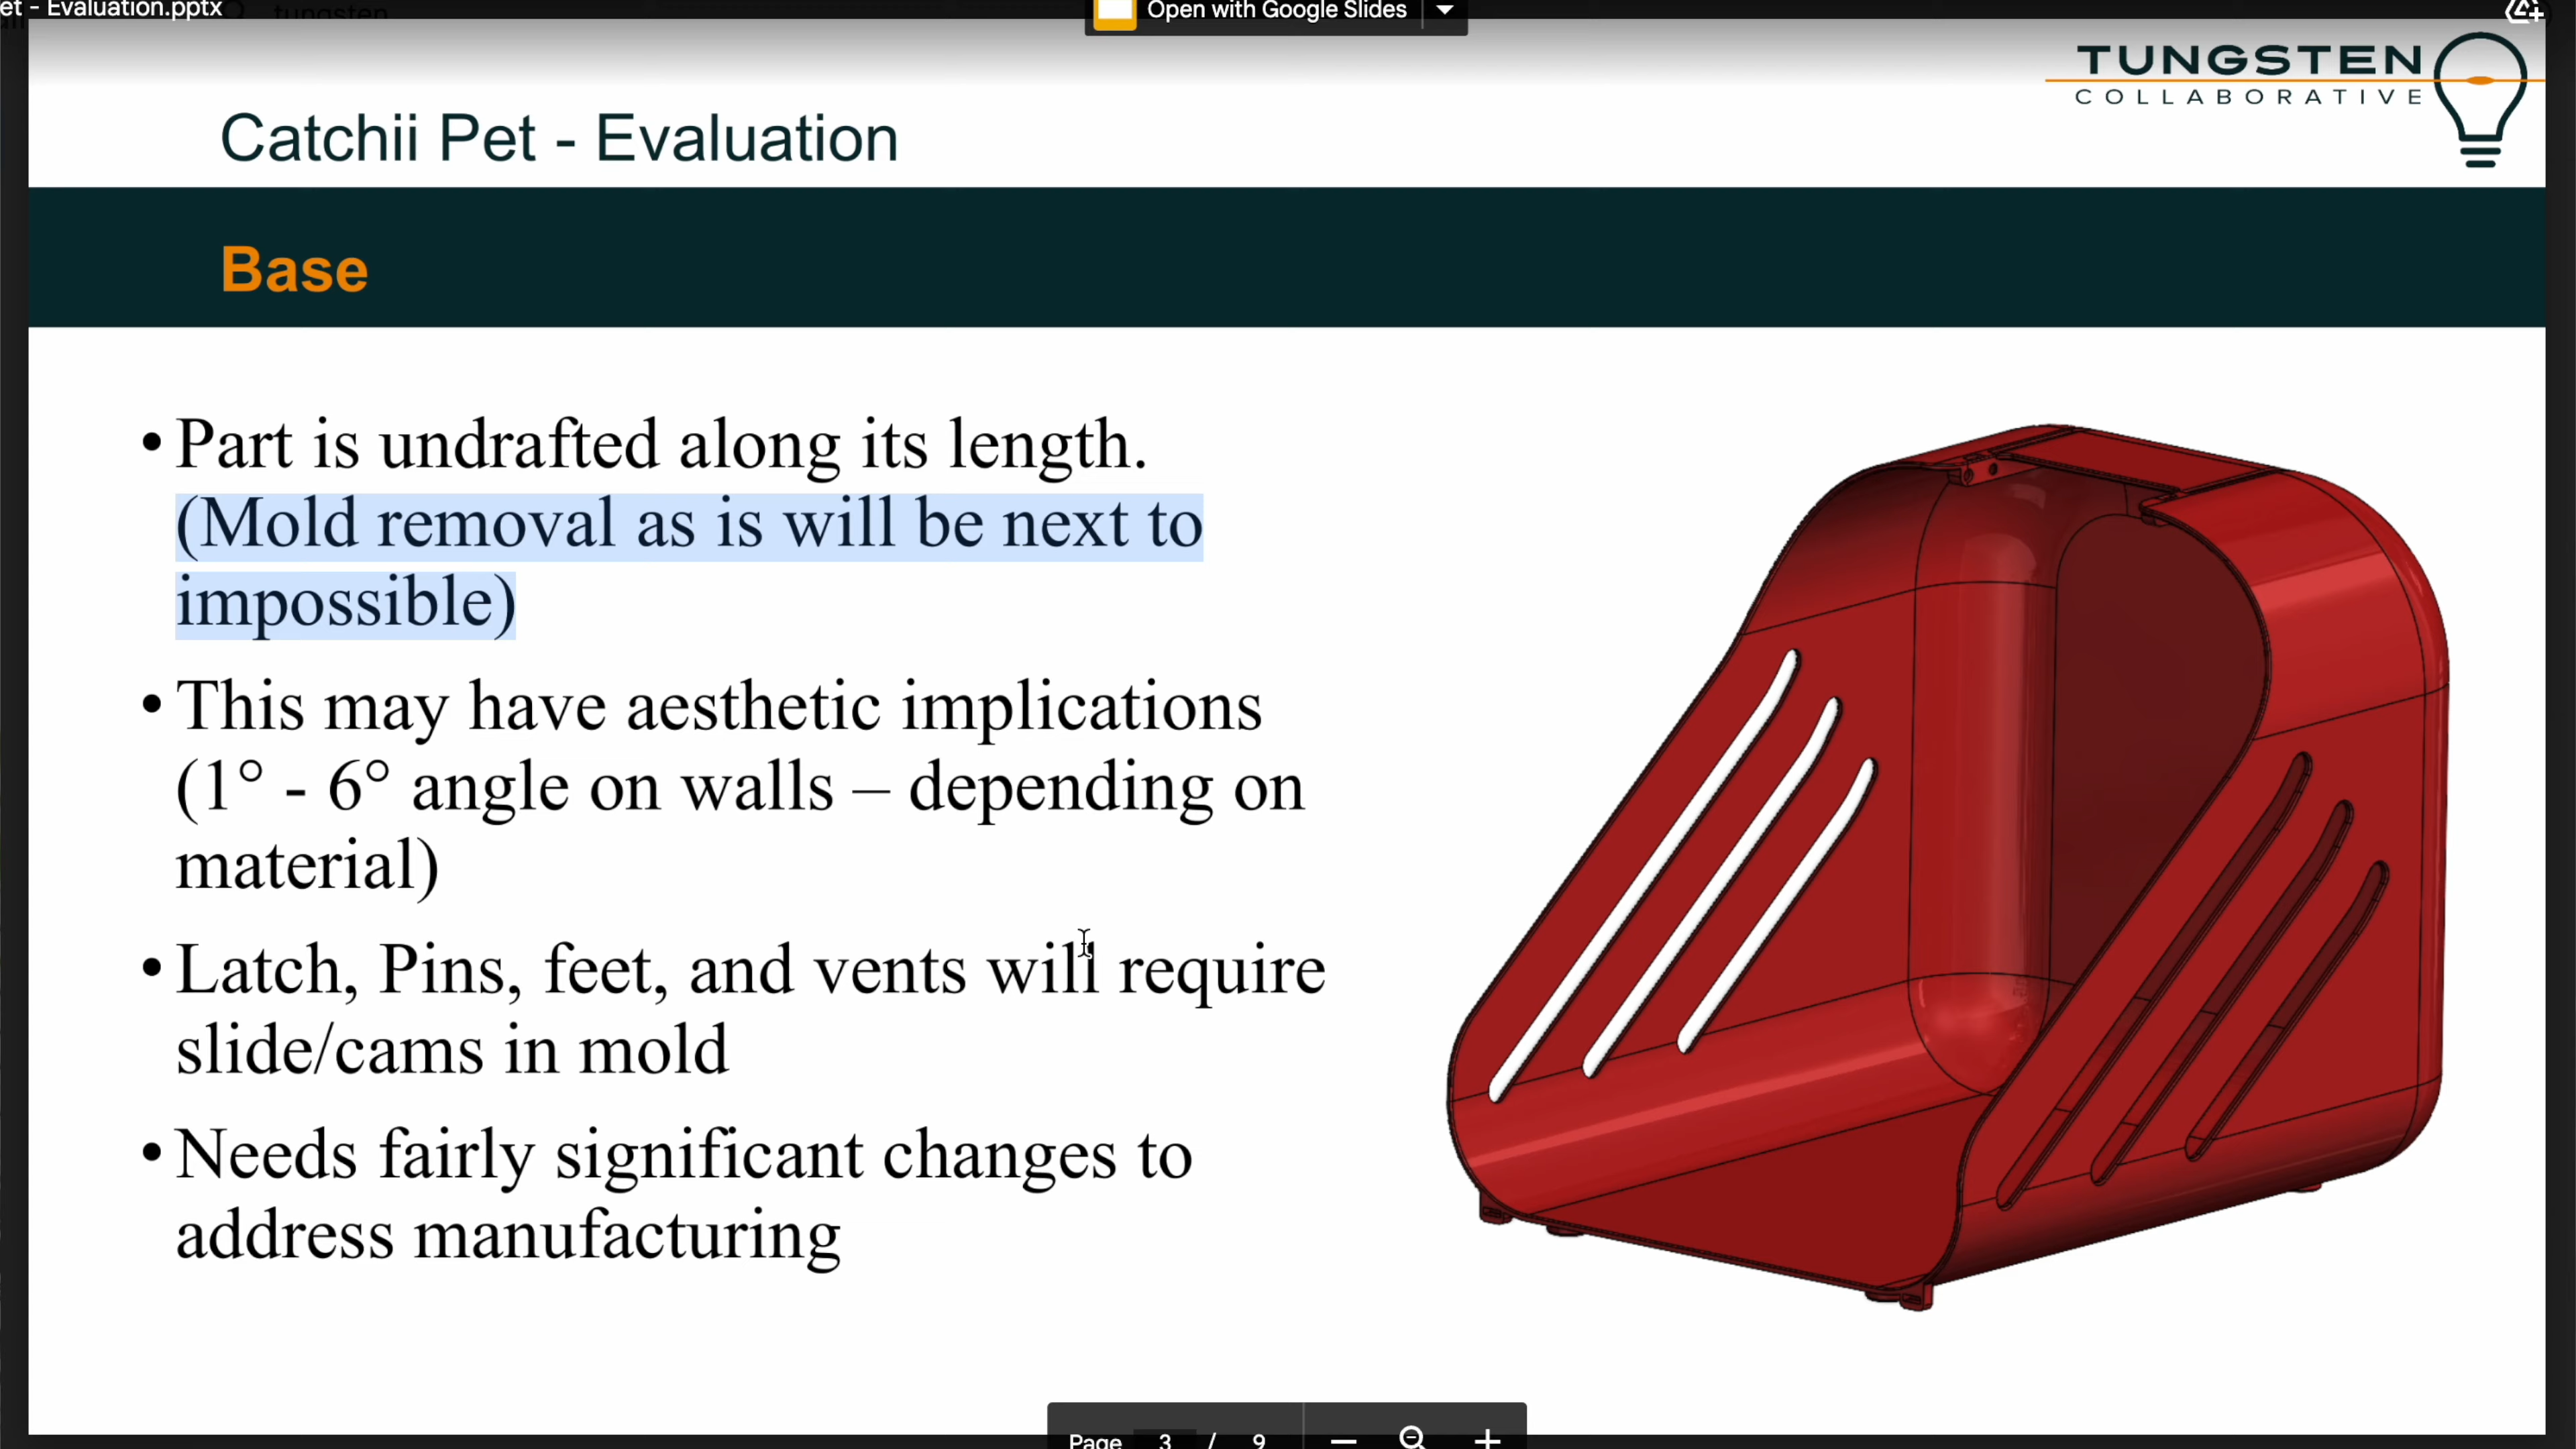 et - Evaluation.pptx
tungsten
Open with Google Slides
TUNGSTEN
COLLABORATIVE
Catchii Pet - Evaluation
Base
• Part is undrafted along its length.
(Mold removal as is will be next to
impossible)
• This may have aesthetic implications
(1° - 6° angle on walls – depending on
material)
• Latch, Pins, feet, and vents will require
slide/cams in mold
• Needs fairly significant changes to
address manufacturing
Page 3 / 9